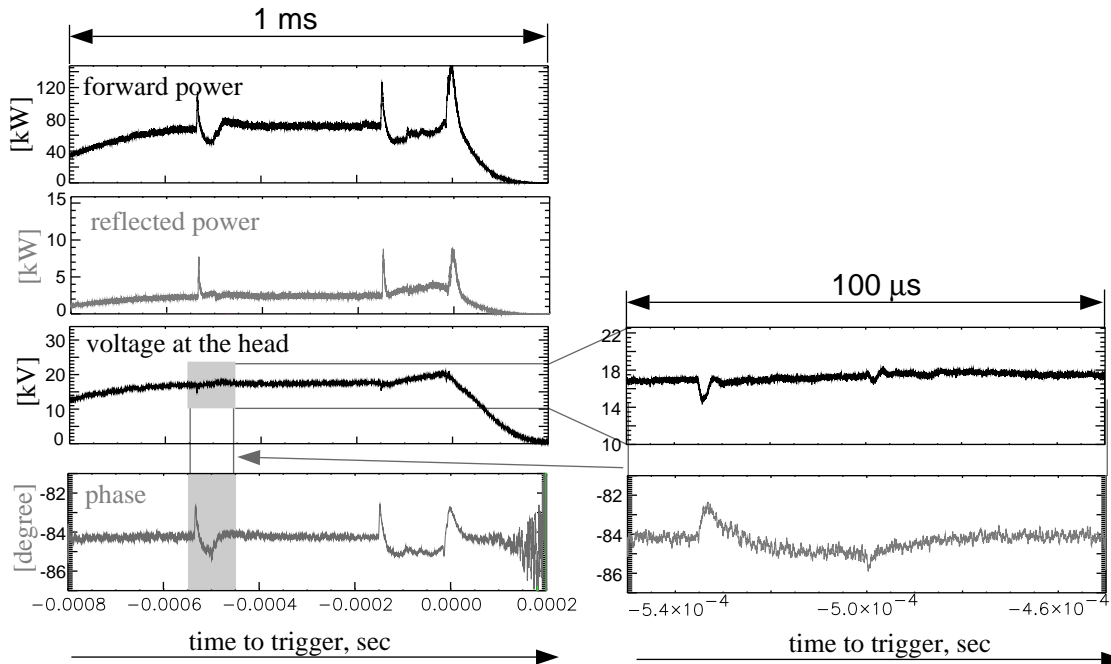 1 ms
forward power
[kW]
120
80
40
0
reflected power
[kW]
15
10
5
0
voltage at the head
[kV]
30
20
10
0
100 μs
22
18
14
10
phase
[degree]
-82
-84
-86
-82
-84
-86
−0.0008 −0.0006 −0.0004 −0.0002 0.0000 0.0002
−5.4×10⁻⁴ −5.0×10⁻⁴ −4.6×10⁻⁴
time to trigger, sec
time to trigger, sec